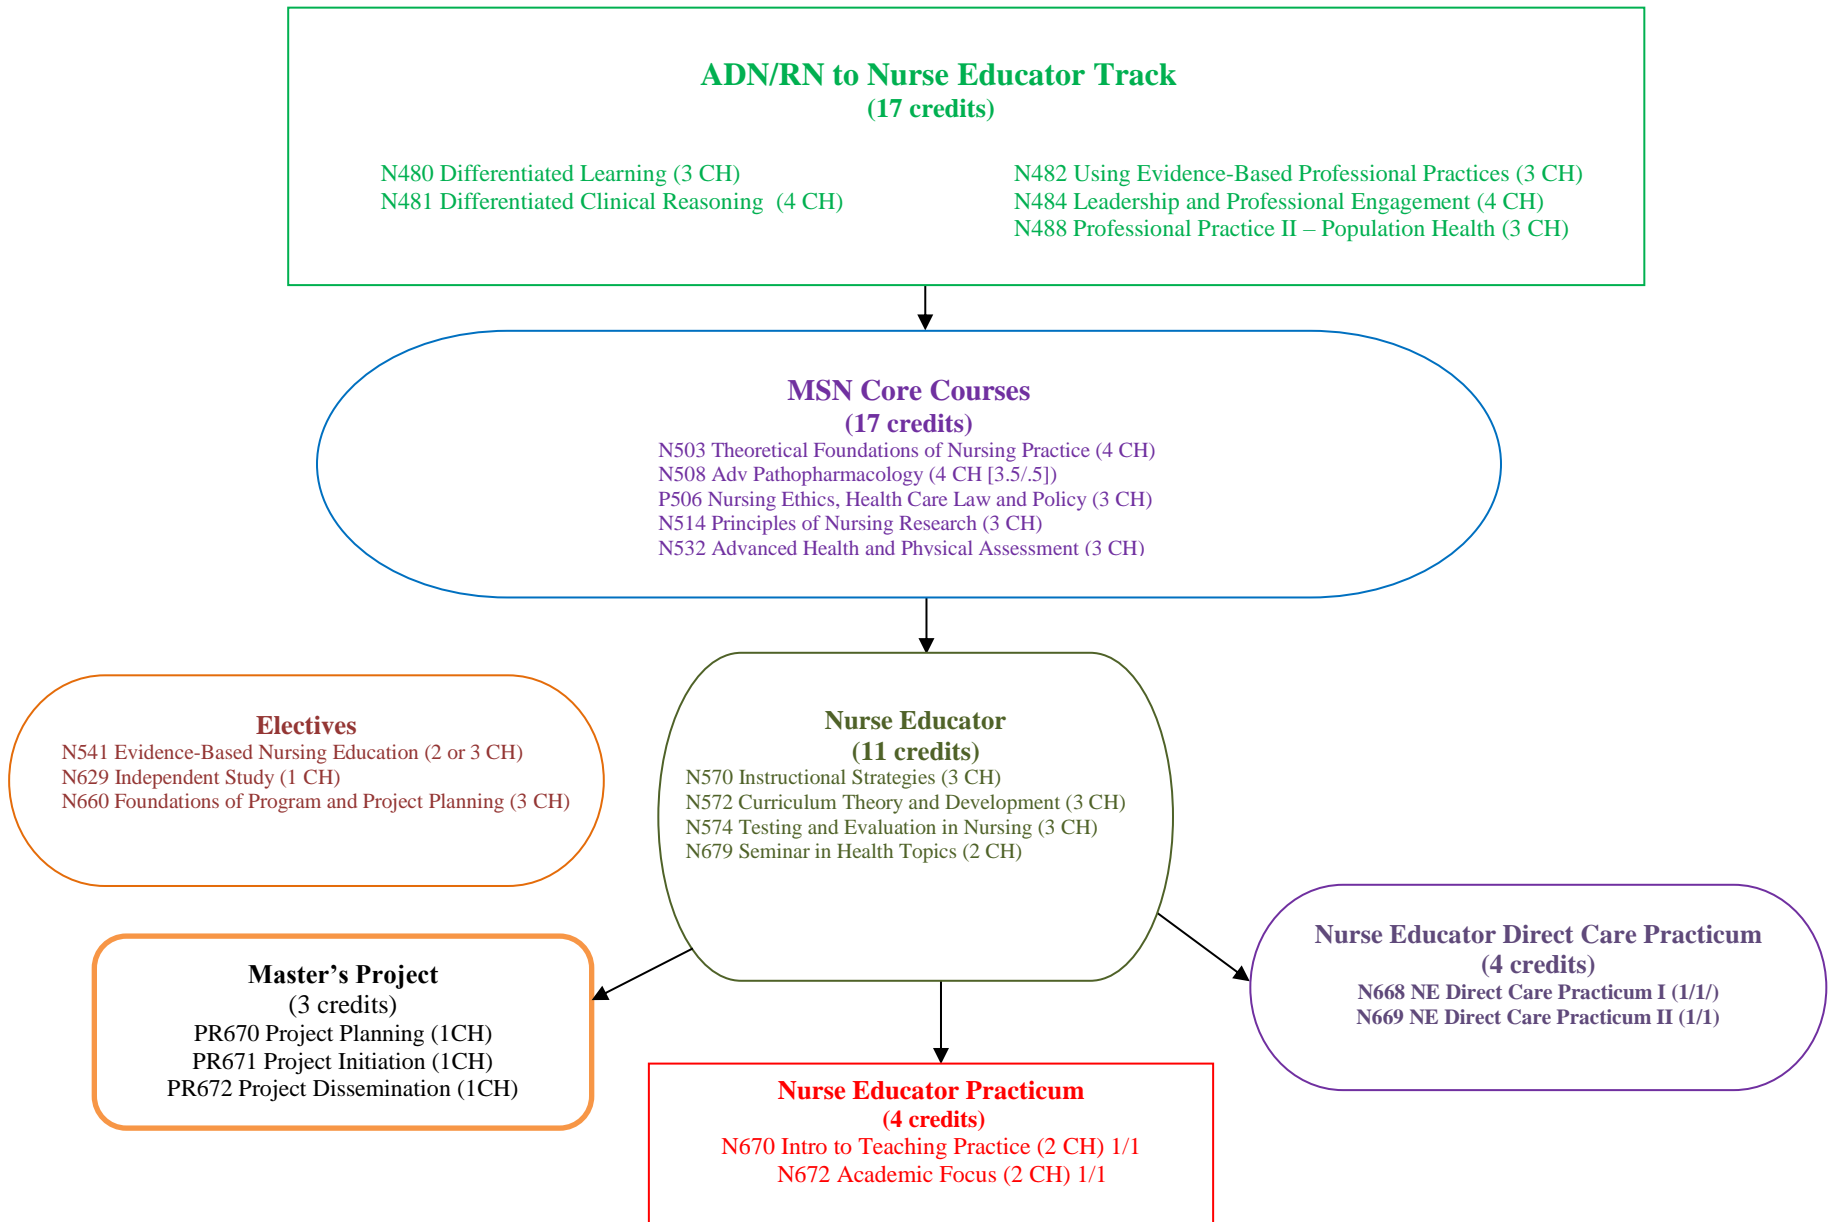 ADN/RN to Nurse Educator Track
(17 credits)
N480 Differentiated Learning (3 CH)
N481 Differentiated Clinical Reasoning  (4 CH)
N482 Using Evidence-Based Professional Practices (3 CH)
N484 Leadership and Professional Engagement (4 CH)
N488 Professional Practice II – Population Health (3 CH)
MSN Core Courses
(17 credits)
N503 Theoretical Foundations of Nursing Practice (4 CH)
N508 Adv Pathopharmacology (4 CH [3.5/.5])
P506 Nursing Ethics, Health Care Law and Policy (3 CH)
N514 Principles of Nursing Research (3 CH)
N532 Advanced Health and Physical Assessment (3 CH)
Electives
N541 Evidence-Based Nursing Education (2 or 3 CH)
N629 Independent Study (1 CH)
N660 Foundations of Program and Project Planning (3 CH)
Nurse Educator
(11 credits)
N570 Instructional Strategies (3 CH)
N572 Curriculum Theory and Development (3 CH)
N574 Testing and Evaluation in Nursing (3 CH)
N679 Seminar in Health Topics (2 CH)
Master’s Project
(3 credits)
PR670 Project Planning (1CH)
PR671 Project Initiation (1CH)
PR672 Project Dissemination (1CH)
Nurse Educator Direct Care Practicum
(4 credits)
N668 NE Direct Care Practicum I (1/1/)
N669 NE Direct Care Practicum II (1/1)
Nurse Educator Practicum
(4 credits)
N670 Intro to Teaching Practice (2 CH) 1/1
N672 Academic Focus (2 CH) 1/1